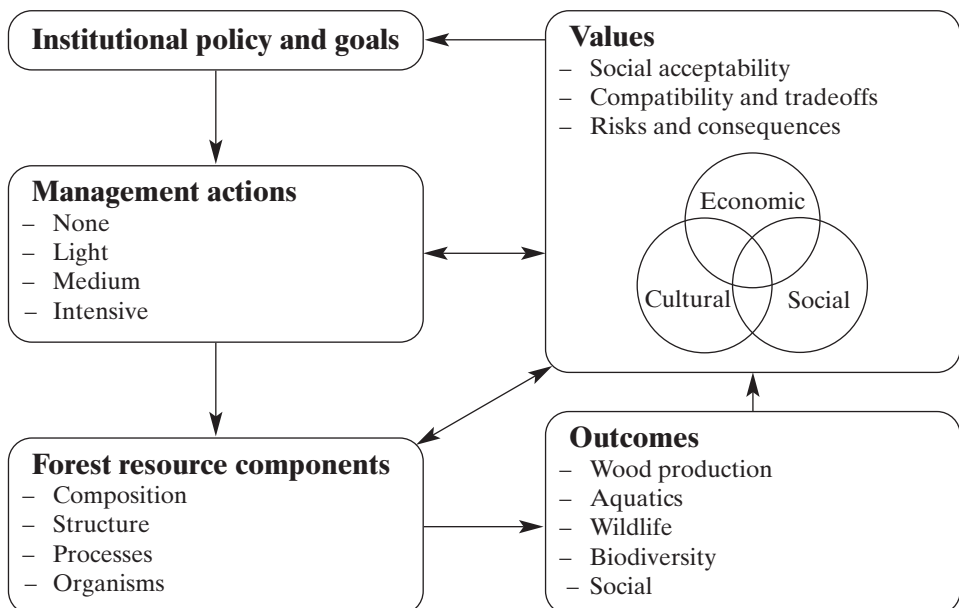 Institutional policy and goals
Management actions
– None
– Light
– Medium
– Intensive
Forest resource components
– Composition
– Structure
– Processes
– Organisms
Values
– Social acceptability
– Compatibility and tradeoffs
– Risks and consequences
Economic
Cultural
Social
Outcomes
– Wood production
– Aquatics
– Wildlife
– Biodiversity
– Social